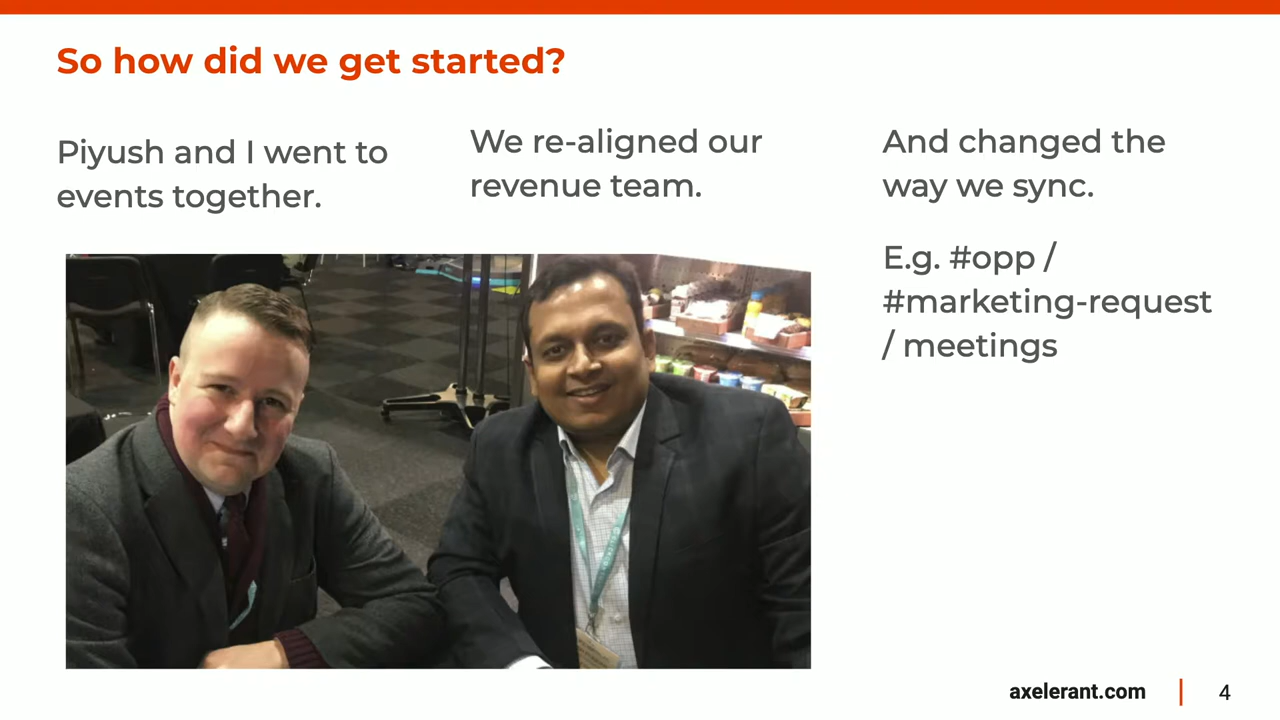 So how did we get started?
Piyush and I went to
events together.
We re-aligned our
revenue team.
And changed the
way we sync.
E.g. #opp /
#marketing-request
/ meetings
axelerant.com
4